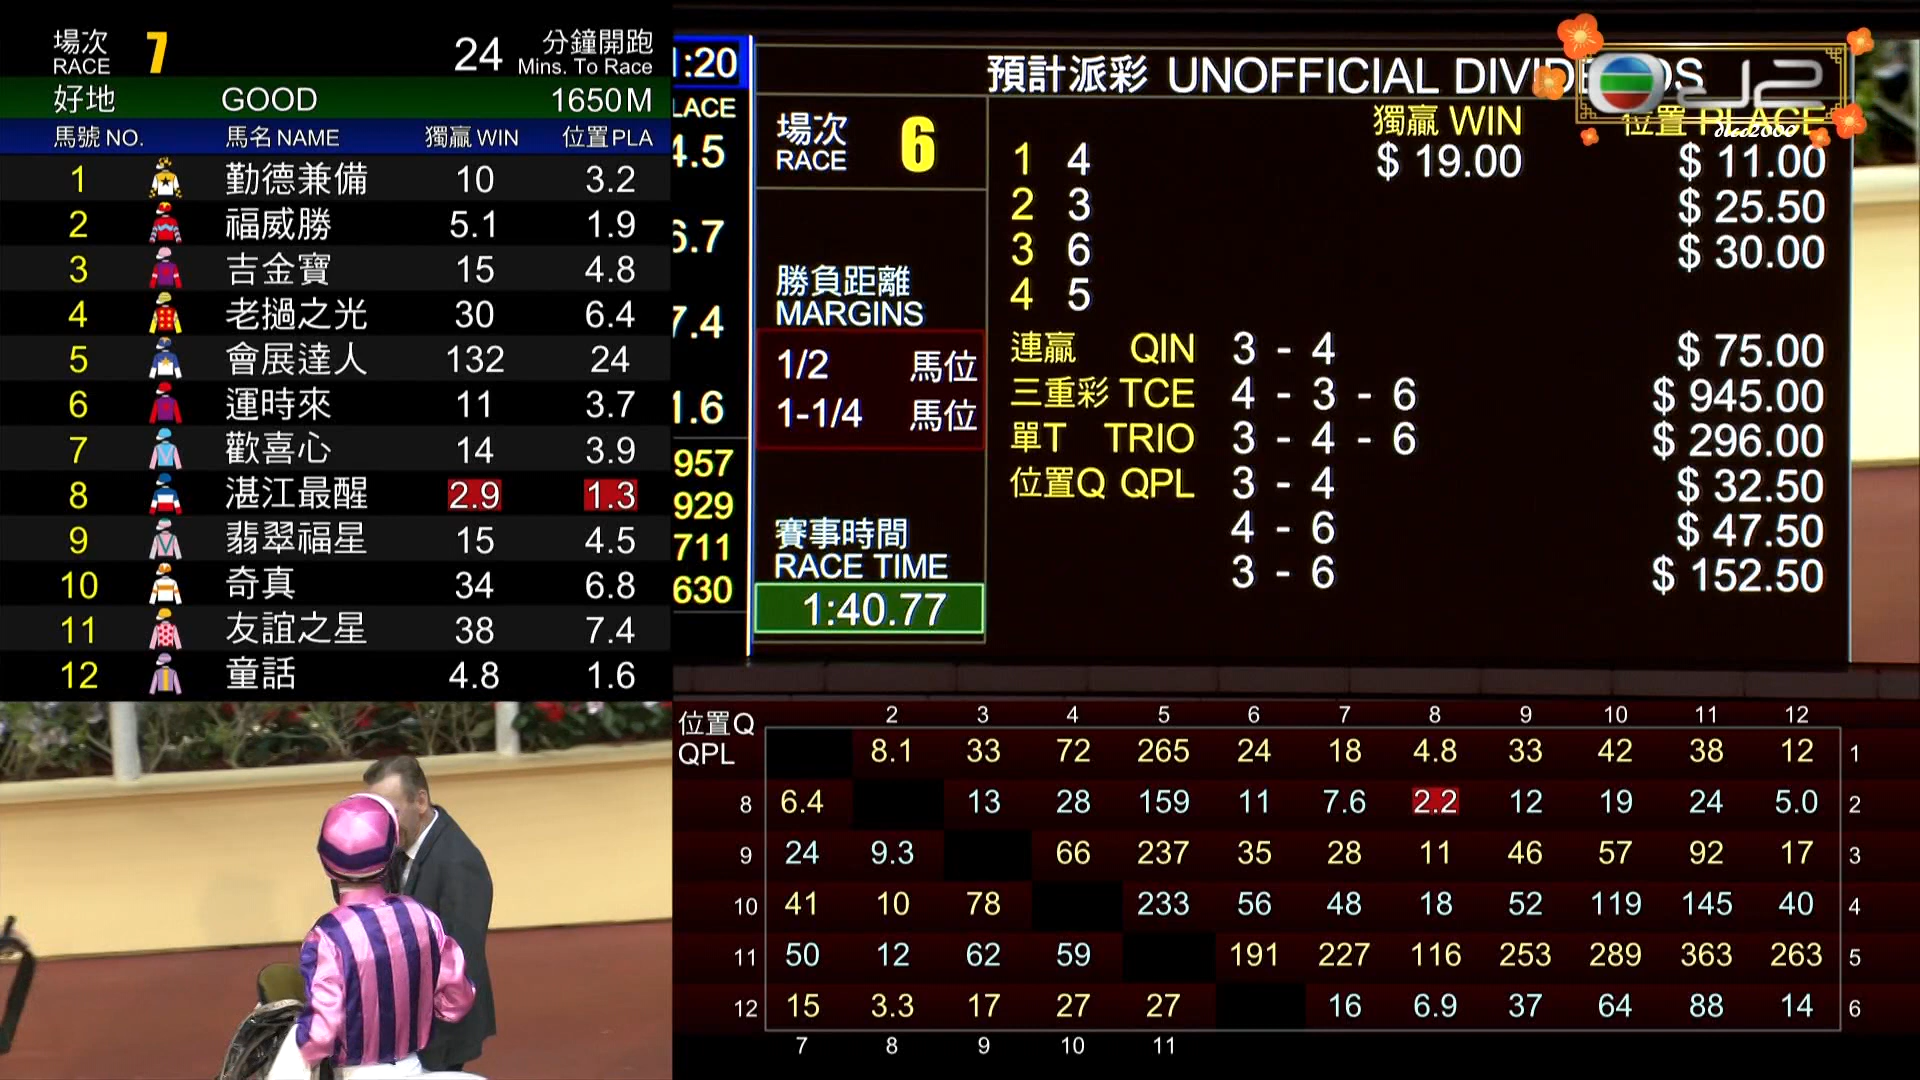 場次 7 24 分鐘開跑
RACE Mins. To Race
好地 GOOD 1650M
馬號 NO. 馬名 NAME 獨贏 WIN 位置 PLA
1 勤德兼備 10 3.2
2 福威勝 5.1 1.9
3 吉金寶 15 4.8
4 老撾之光 30 6.4
5 會展達人 132 24
6 運時來 11 3.7
7 歡喜心 14 3.9
8 湛江最醒 2.9 1.3
9 翡翠福星 15 4.5
10 奇真 34 6.8
11 友誼之星 38 7.4
12 童話 4.8 1.6
1:20
LACE
4.5
6.7
7.4
1.6
957
929
711
630
預計派彩 UNOFFICIAL DIVIDENDS
J2
dicd2000
場次 6
RACE
獨贏 WIN 位置 PLACE
1 4 $ 19.00 $ 11.00
2 3 $ 25.50
3 6 $ 30.00
4 5
勝負距離
MARGINS
1/2 馬位
1-1/4 馬位
賽事時間
RACE TIME
1:40.77
連贏 QIN 3 - 4 $ 75.00
三重彩 TCE 4 - 3 - 6 $ 945.00
單T TRIO 3 - 4 - 6 $ 296.00
位置Q QPL 3 - 4 $ 32.50
4 - 6 $ 47.50
3 - 6 $ 152.50
位置Q 2 3 4 5 6 7 8 9 10 11 12
QPL 8.1 33 72 265 24 18 4.8 33 42 38 12 1
8 6.4 13 28 159 11 7.6 2.2 12 19 24 5.0 2
9 24 9.3 66 237 35 28 11 46 57 92 17 3
10 41 10 78 233 56 48 18 52 119 145 40 4
11 50 12 62 59 191 227 116 253 289 363 263 5
12 15 3.3 17 27 27 16 6.9 37 64 88 14 6
7 8 9 10 11